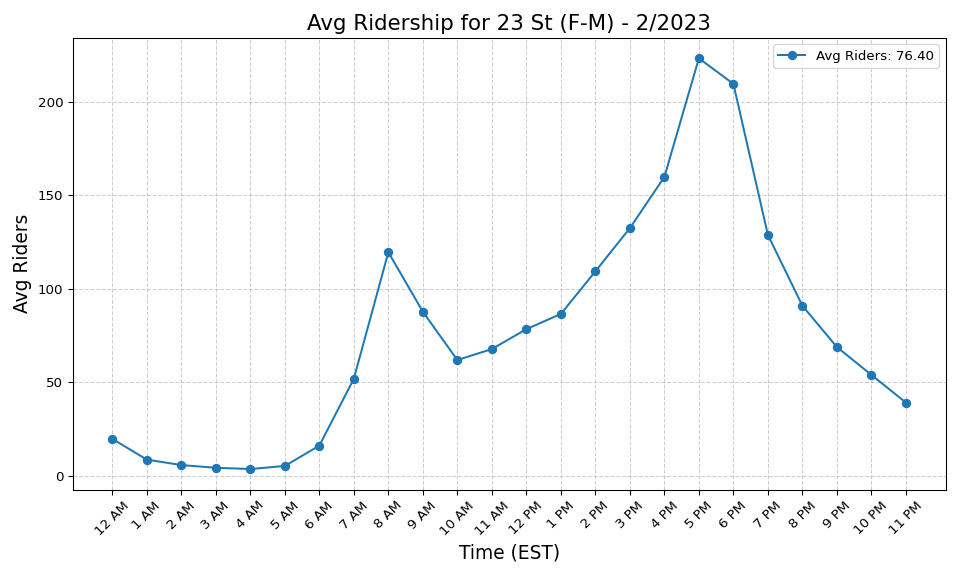 Avg Ridership for 23 St (F-M) - 2/2023
Avg Riders: 76.40
Avg Riders
200
150
100
50
0
12 AM
1 AM
2 AM
3 AM
4 AM
5 AM
6 AM
7 AM
8 AM
9 AM
10 AM
11 AM
12 PM
1 PM
2 PM
3 PM
4 PM
5 PM
6 PM
7 PM
8 PM
9 PM
10 PM
11 PM
Time (EST)